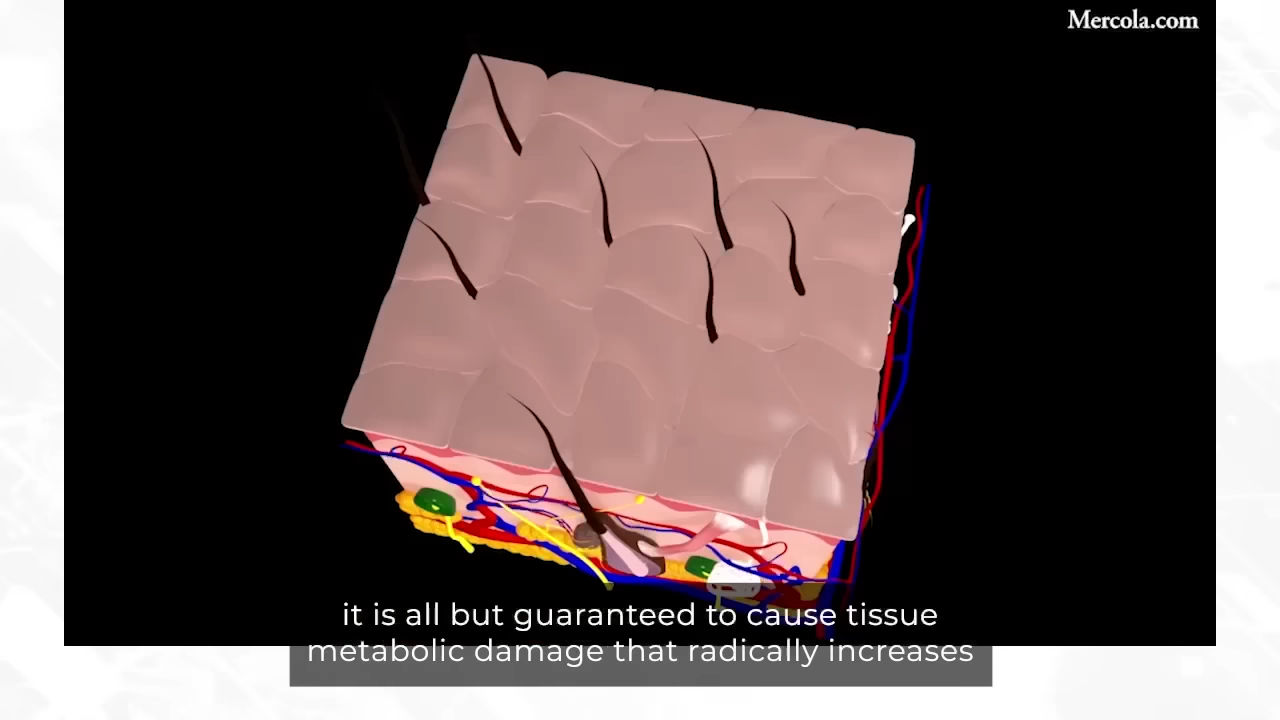 Mercola.com
it is all but guaranteed to cause tissue
metabolic damage that radically increases